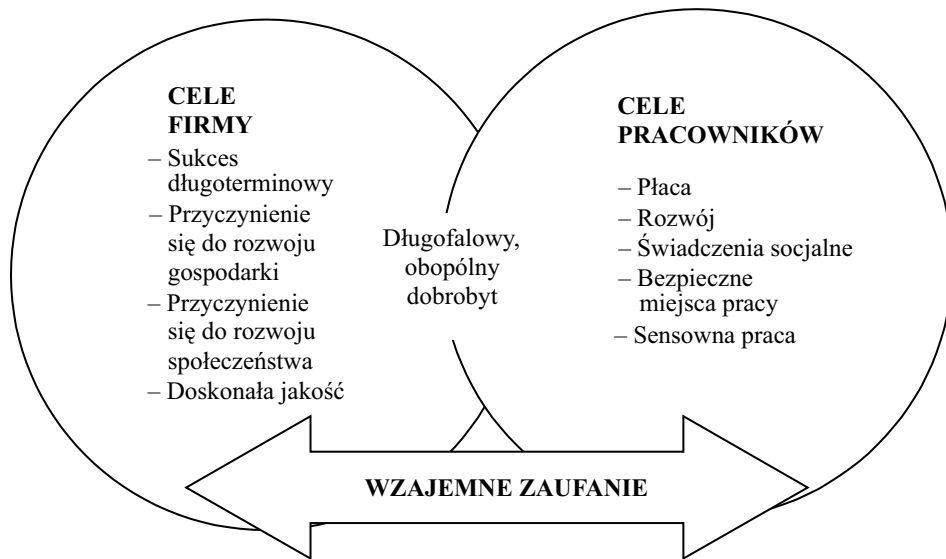 CELE
FIRMY
– Sukces
długoterminowy
– Przyczynienie
się do rozwoju
gospodarki
– Przyczynienie
się do rozwoju
społeczeństwa
– Doskonała jakość
Długofalowy,
obopólny
dobrobyt
CELE
PRACOWNIKÓW
– Płaca
– Rozwój
– Świadczenia socjalne
– Bezpieczne
miejsca pracy
– Sensowna praca
WZAJEMNE ZAUFANIE